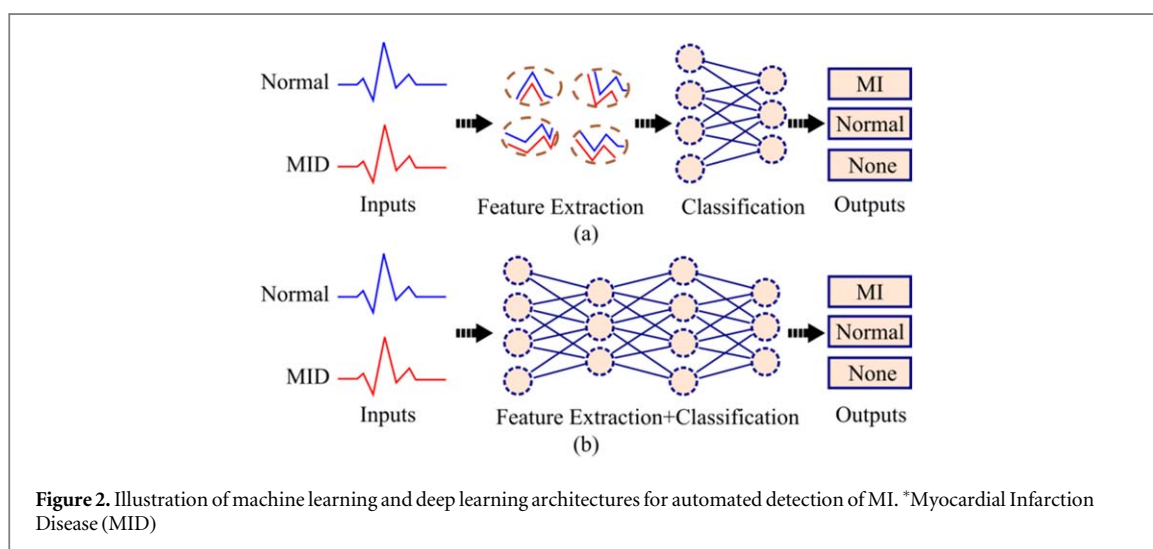 Normal
MID
Inputs
Feature Extraction
Classification
MI
Normal
None
Outputs
(a)
Normal
MID
Inputs
Feature Extraction+Classification
MI
Normal
None
Outputs
(b)
Figure 2. Illustration of machine learning and deep learning architectures for automated detection of MI. *Myocardial Infarction
Disease (MID)